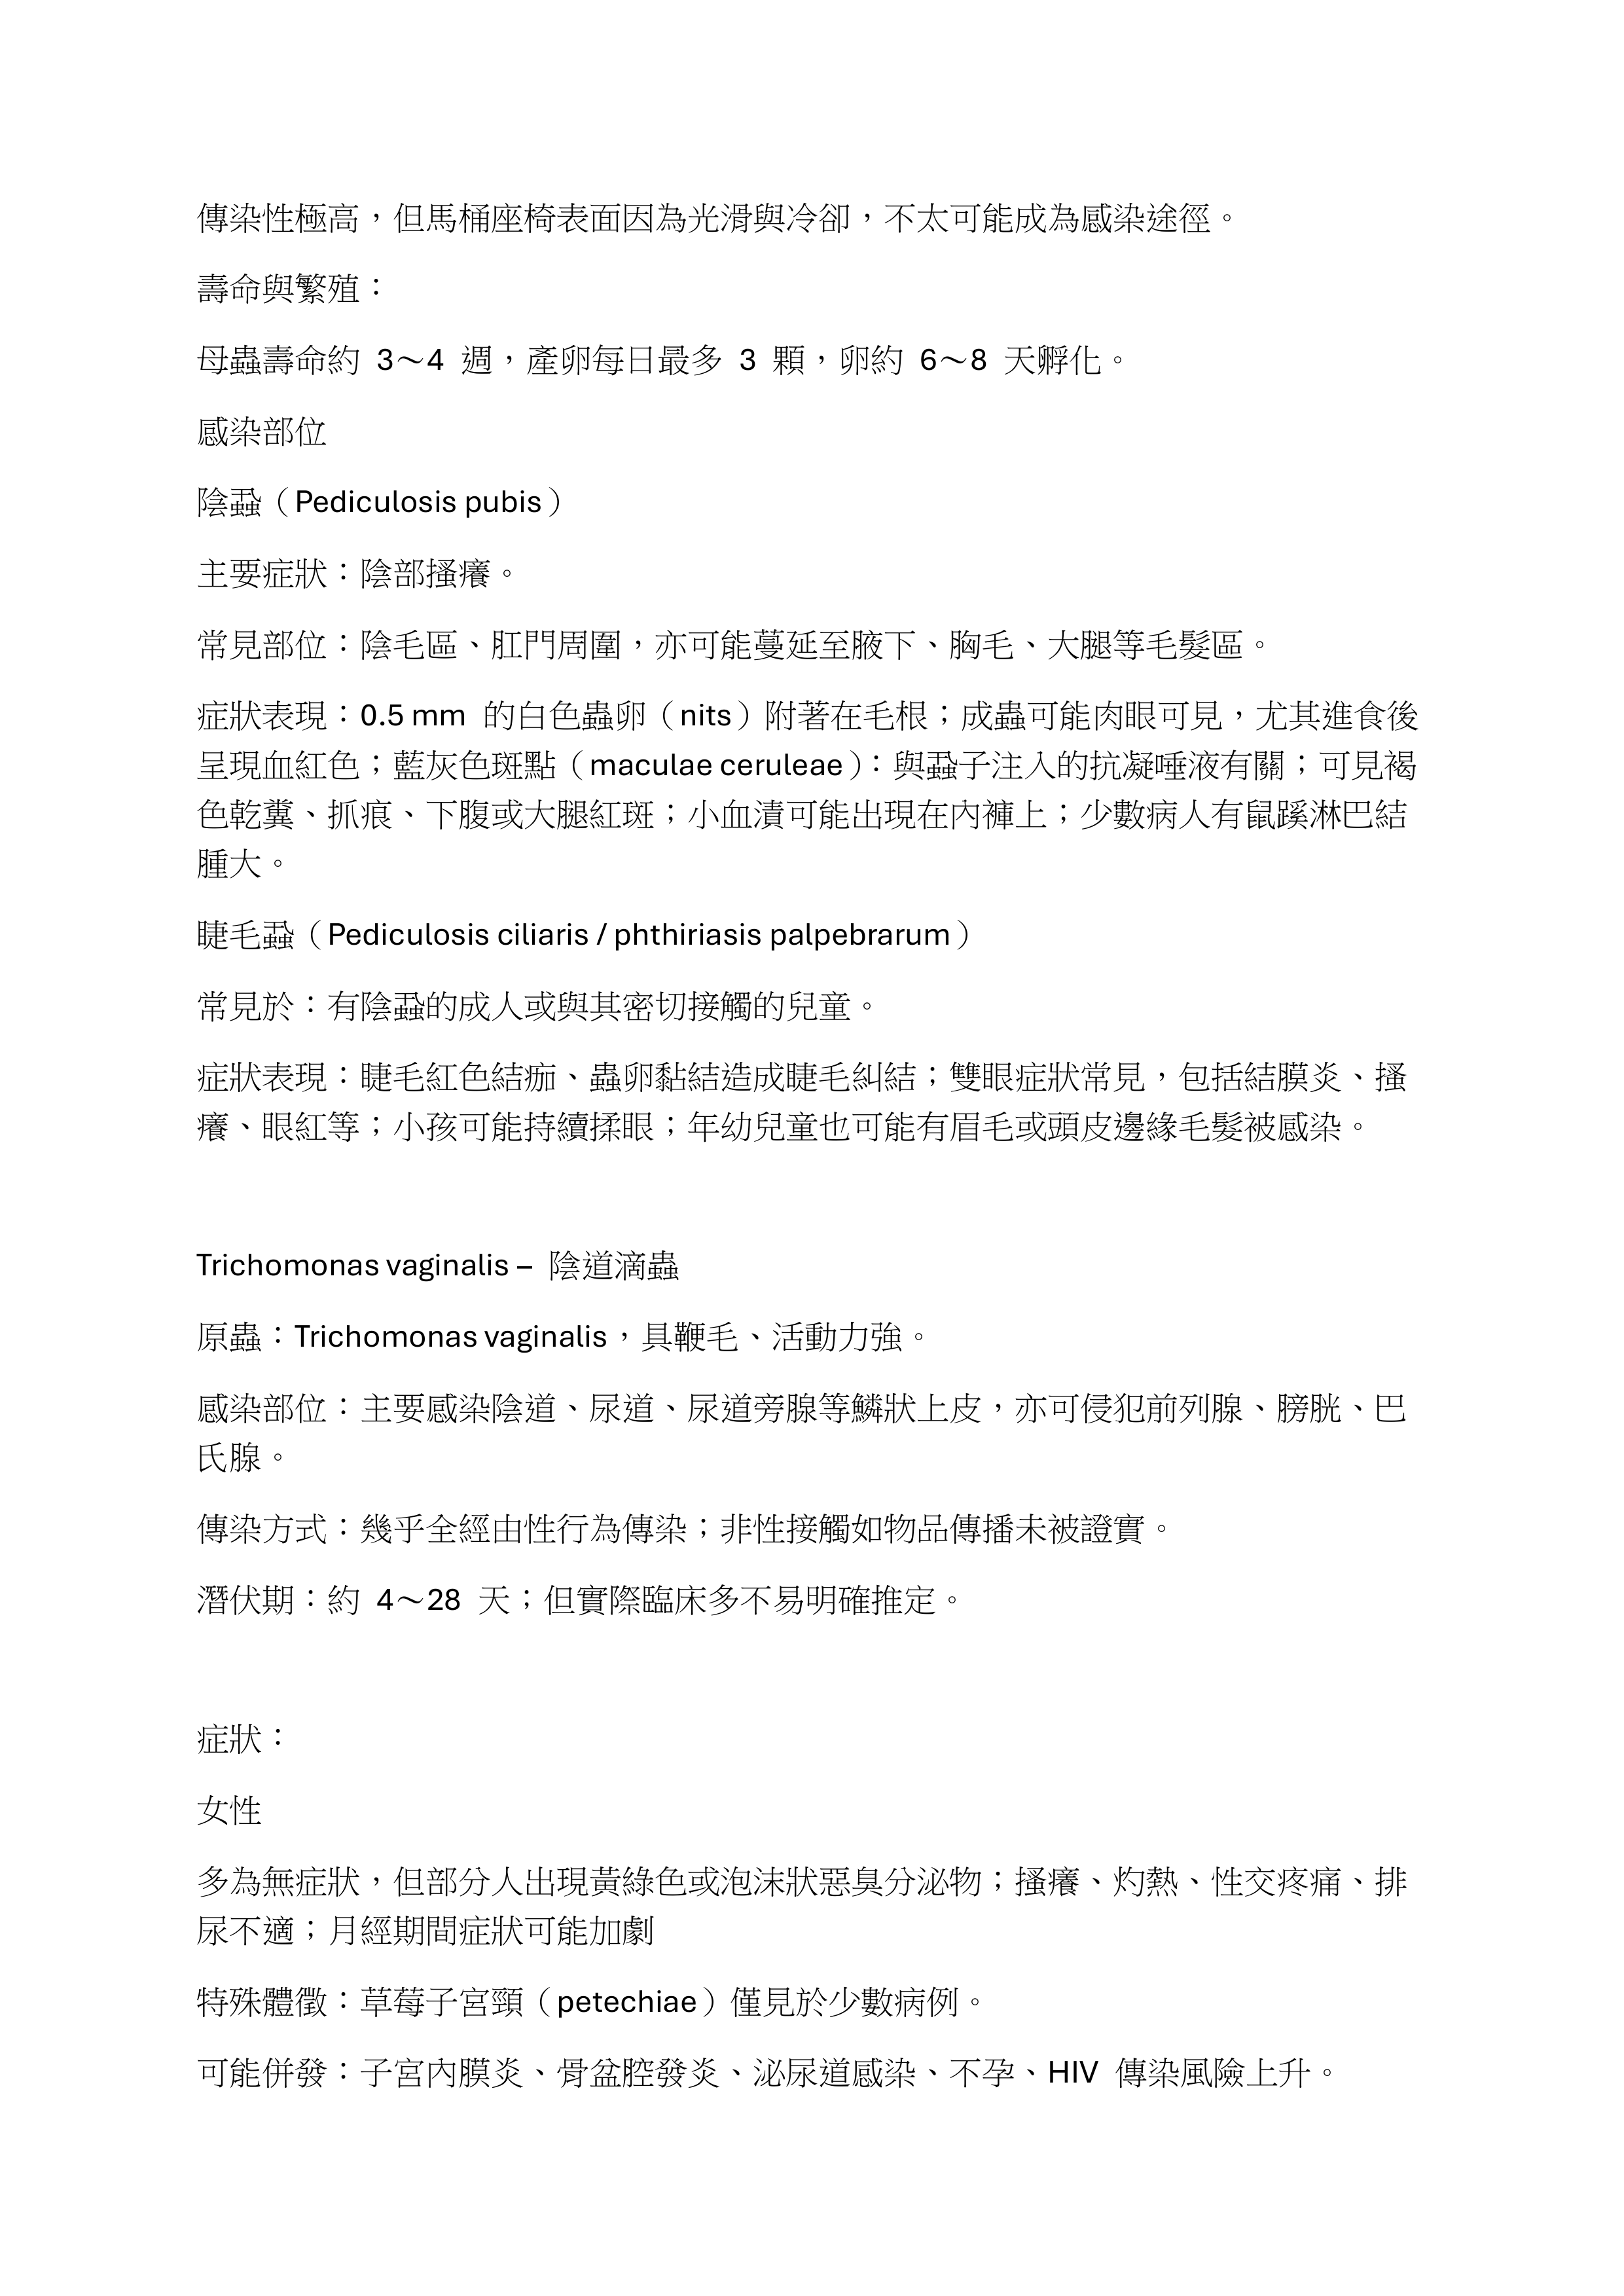 傳染性極高，但馬桶座椅表面因為光滑與冷卻，不太可能成為感染途徑。
壽命與繁殖：
母蟲壽命約 3～4 週，產卵每日最多 3 顆，卵約 6～8 天孵化。
感染部位
陰蝨（Pediculosis pubis）
主要症狀：陰部搔癢。
常見部位：陰毛區、肛門周圍，亦可能蔓延至腋下、胸毛、大腿等毛髮區。
症狀表現：0.5 mm 的白色蟲卵（nits）附著在毛根；成蟲可能肉眼可見，尤其進食後
呈現血紅色；藍灰色斑點（maculae ceruleae）：與蝨子注入的抗凝唾液有關；可見褐
色乾糞、抓痕、下腹或大腿紅斑；小血漬可能出現在內褲上；少數病人有鼠蹊淋巴結
腫大。
睫毛蝨（Pediculosis ciliaris / phthiriasis palpebrarum）
常見於：有陰蝨的成人或與其密切接觸的兒童。
症狀表現：睫毛紅色結痂、蟲卵黏結造成睫毛糾結；雙眼症狀常見，包括結膜炎、搔
癢、眼紅等；小孩可能持續揉眼；年幼兒童也可能有眉毛或頭皮邊緣毛髮被感染。
Trichomonas vaginalis – 陰道滴蟲
原蟲：Trichomonas vaginalis，具鞭毛、活動力強。
感染部位：主要感染陰道、尿道、尿道旁腺等鱗狀上皮，亦可侵犯前列腺、膀胱、巴
氏腺。
傳染方式：幾乎全經由性行為傳染；非性接觸如物品傳播未被證實。
潛伏期：約 4～28 天；但實際臨床多不易明確推定。
症狀：
女性
多為無症狀，但部分人出現黃綠色或泡沫狀惡臭分泌物；搔癢、灼熱、性交疼痛、排
尿不適；月經期間症狀可能加劇
特殊體徵：草莓子宮頸（petechiae）僅見於少數病例。
可能併發：子宮內膜炎、骨盆腔發炎、泌尿道感染、不孕、HIV 傳染風險上升。